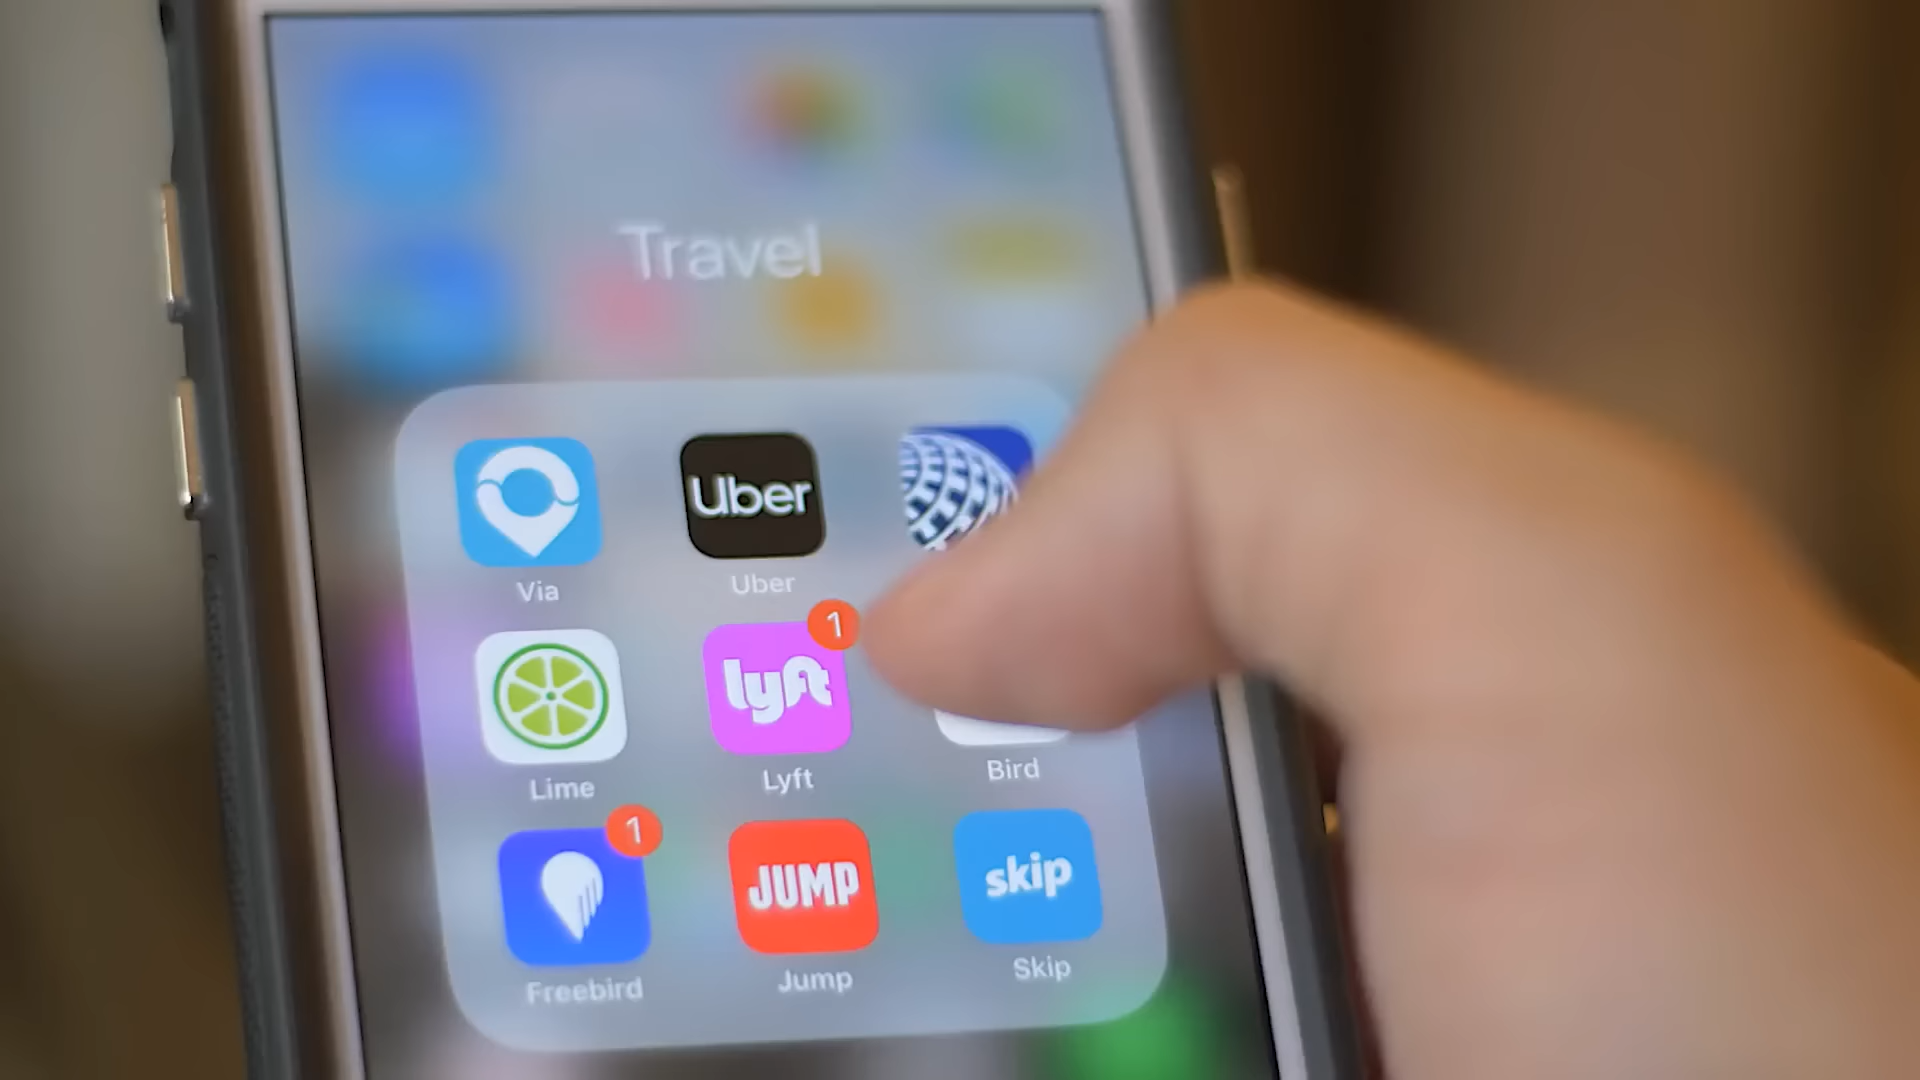 Travel
Uber
Via
Uber
1
lyft
Lime
Lyft
Bird
1
JUMP
skip
Freebird
Jump
Skip